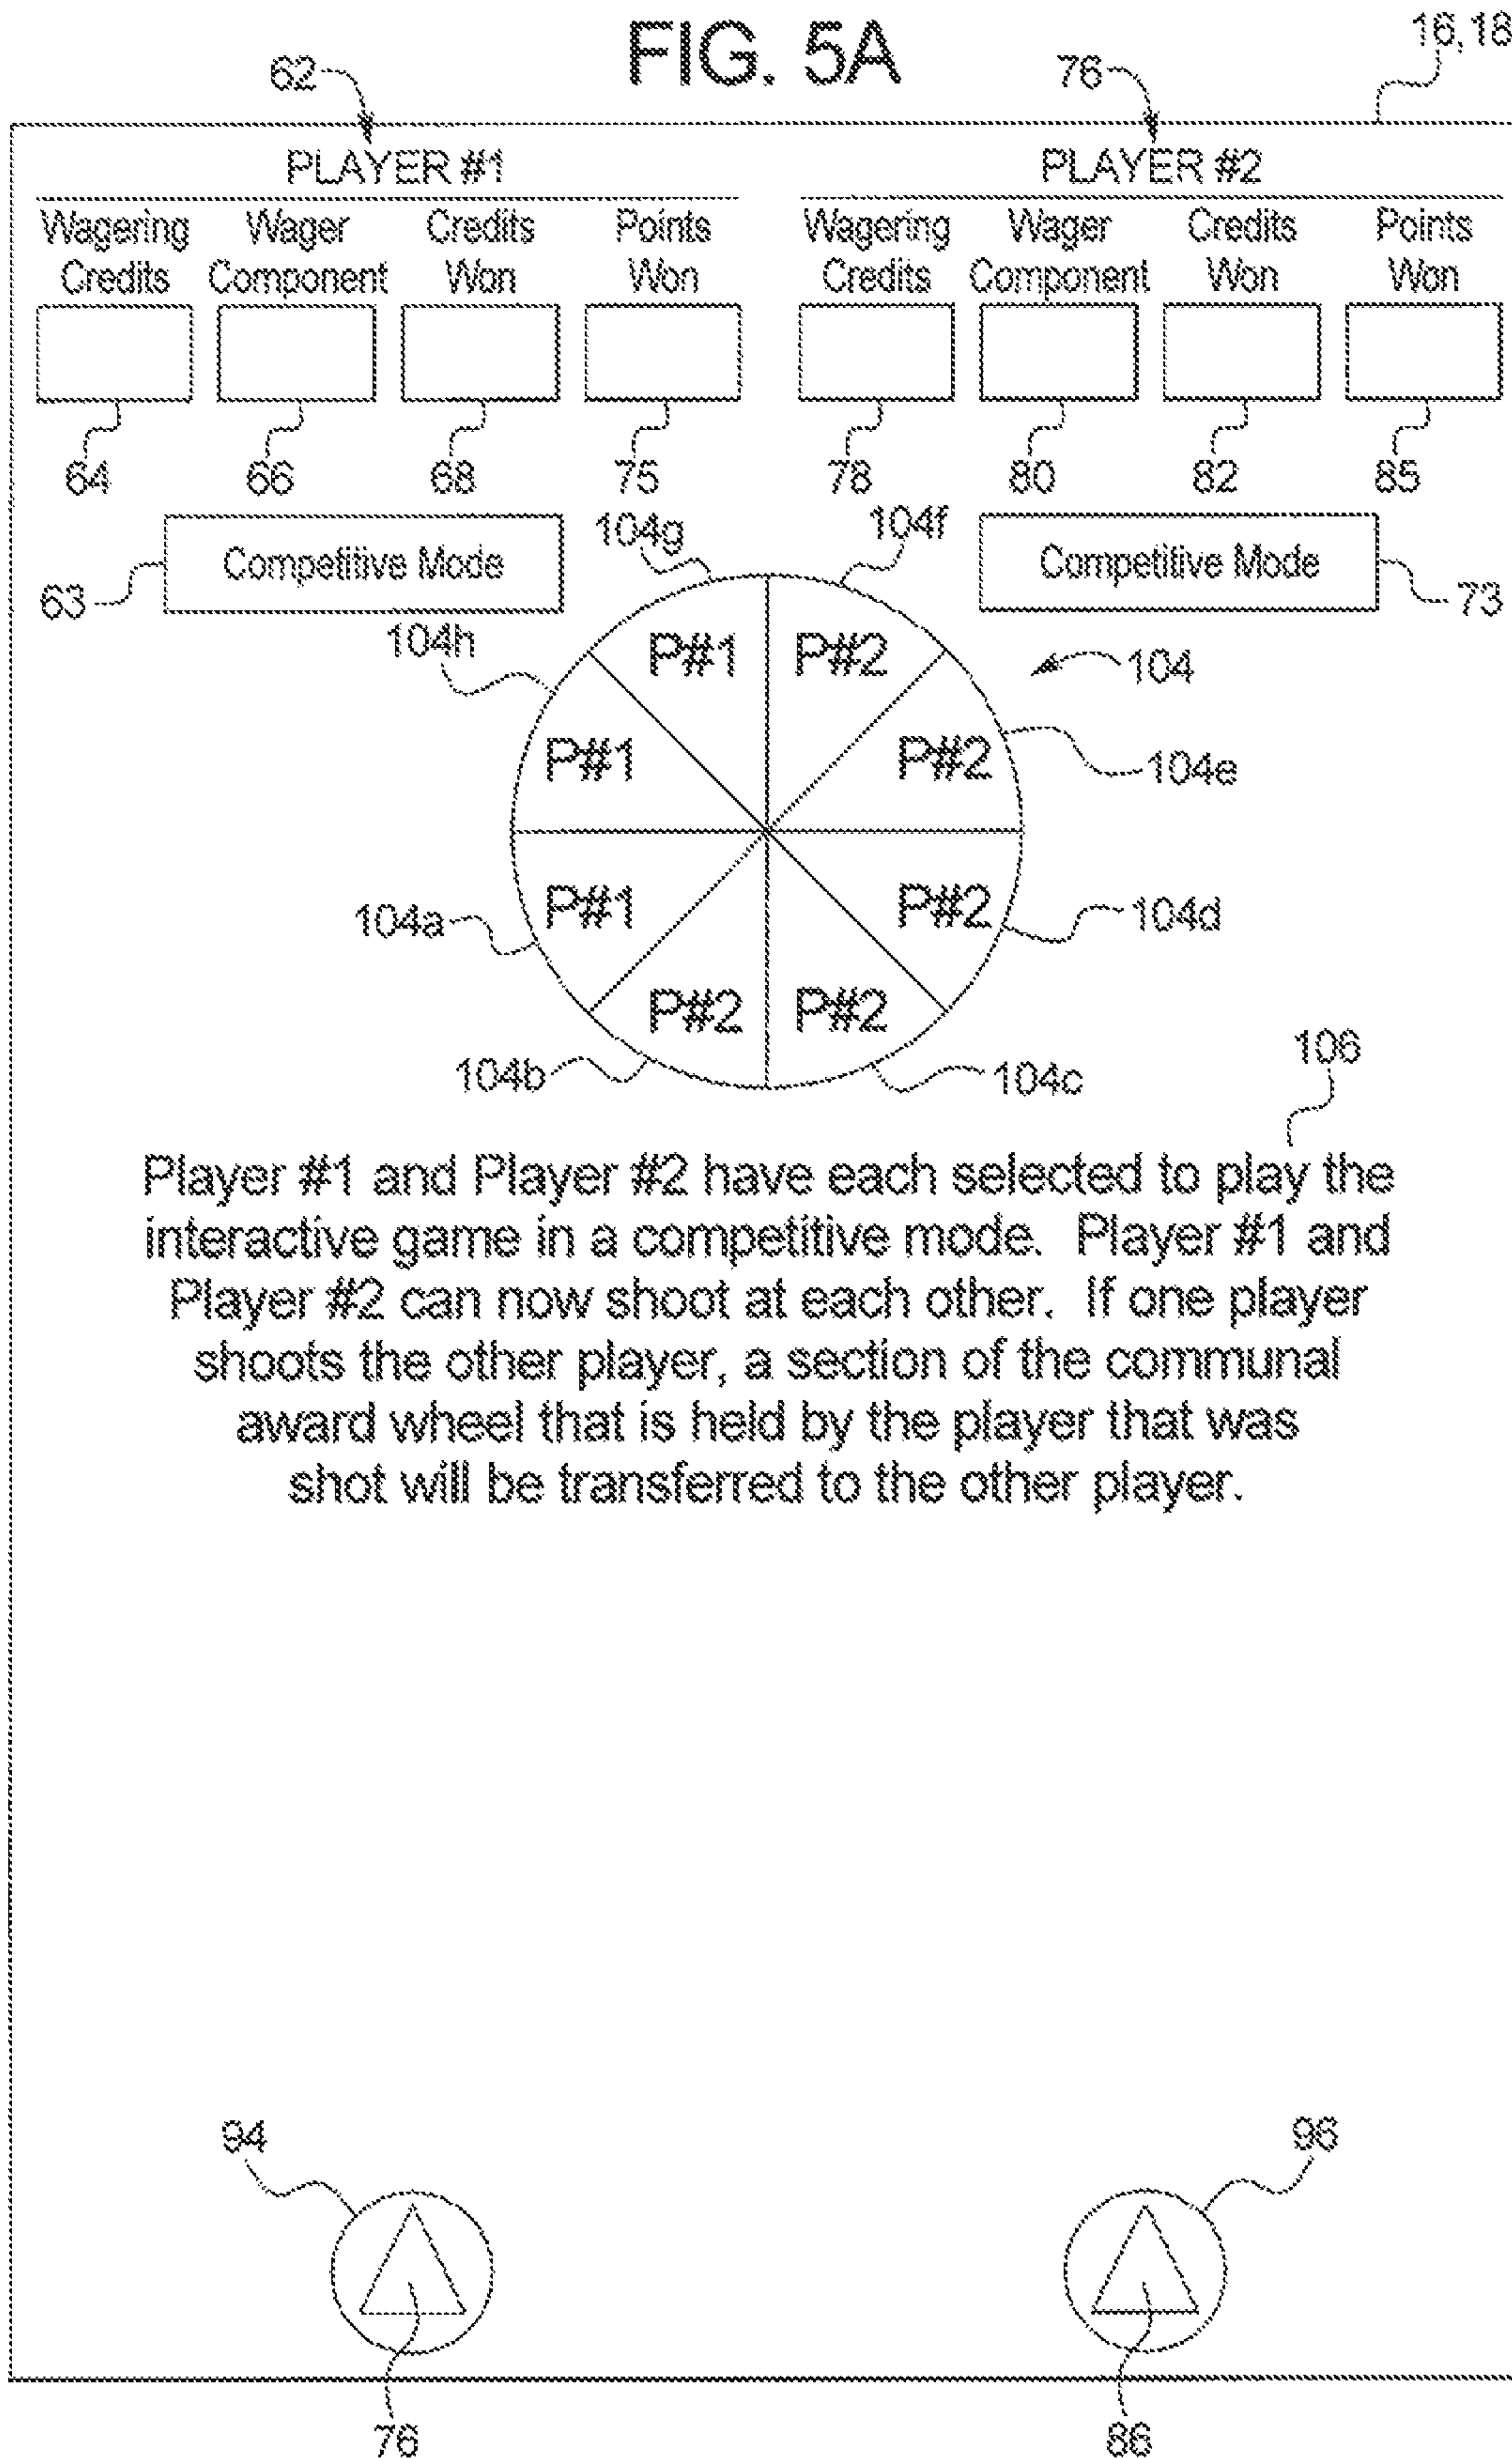 FIG. 5A
16,18
62
76
PLAYER #1
PLAYER #2
Wagering Credits
Wager Component
Credits Won
Points Won
Wagering Credits
Wager Component
Credits Won
Points Won
64
66
68
75
78
80
82
85
Competitive Mode
63
Competitive Mode
73
104g
104f
104h
104
P#1
P#2
P#1
P#2
104e
104a
P#1
P#2
104d
P#2
P#2
104b
104c
106
Player #1 and Player #2 have each selected to play the
interactive game in a competitive mode. Player #1 and
Player #2 can now shoot at each other. If one player
shoots the other player, a section of the communal
award wheel that is held by the player that was
shot will be transferred to the other player.
94
96
76
86